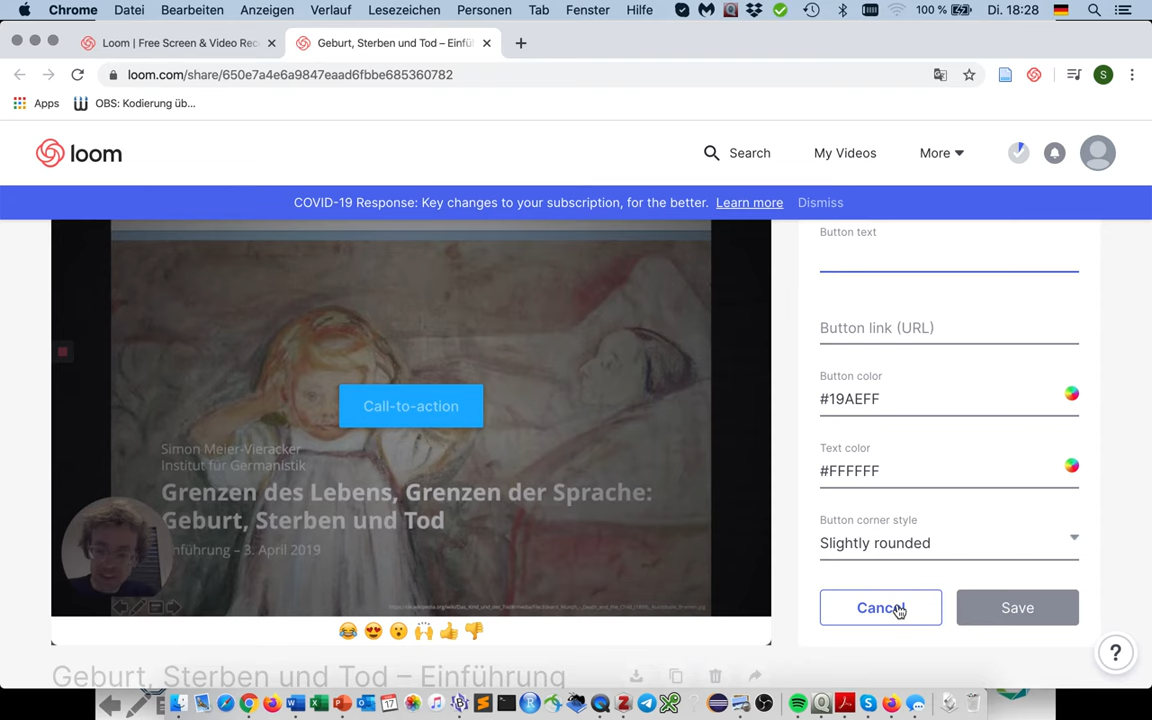 Chrome Datei Bearbeiten Anzeigen Verlauf Lesezeichen Personen Tab Fenster Hilfe 100 % Di. 18:28
Loom | Free Screen & Video Rec
Geburt, Sterben und Tod – Einfü
loom.com/share/650e7a4e6a9847eaad6fbbe685360782
S
Apps OBS: Kodierung üb...
loom
Search My Videos More
COVID-19 Response: Key changes to your subscription, for the better. Learn more Dismiss
Button text
Button link (URL)
Button color
#19AEFF
Text color
#FFFFFF
Button corner style
Slightly rounded
Cancel Save
Call-to-action
Simon Meier-Vieracker
Institut für Germanistik
Grenzen des Lebens, Grenzen der Sprache:
Geburt, Sterben und Tod
Einführung – 3. April 2019
Geburt, Sterben und Tod – Einführung
?
17